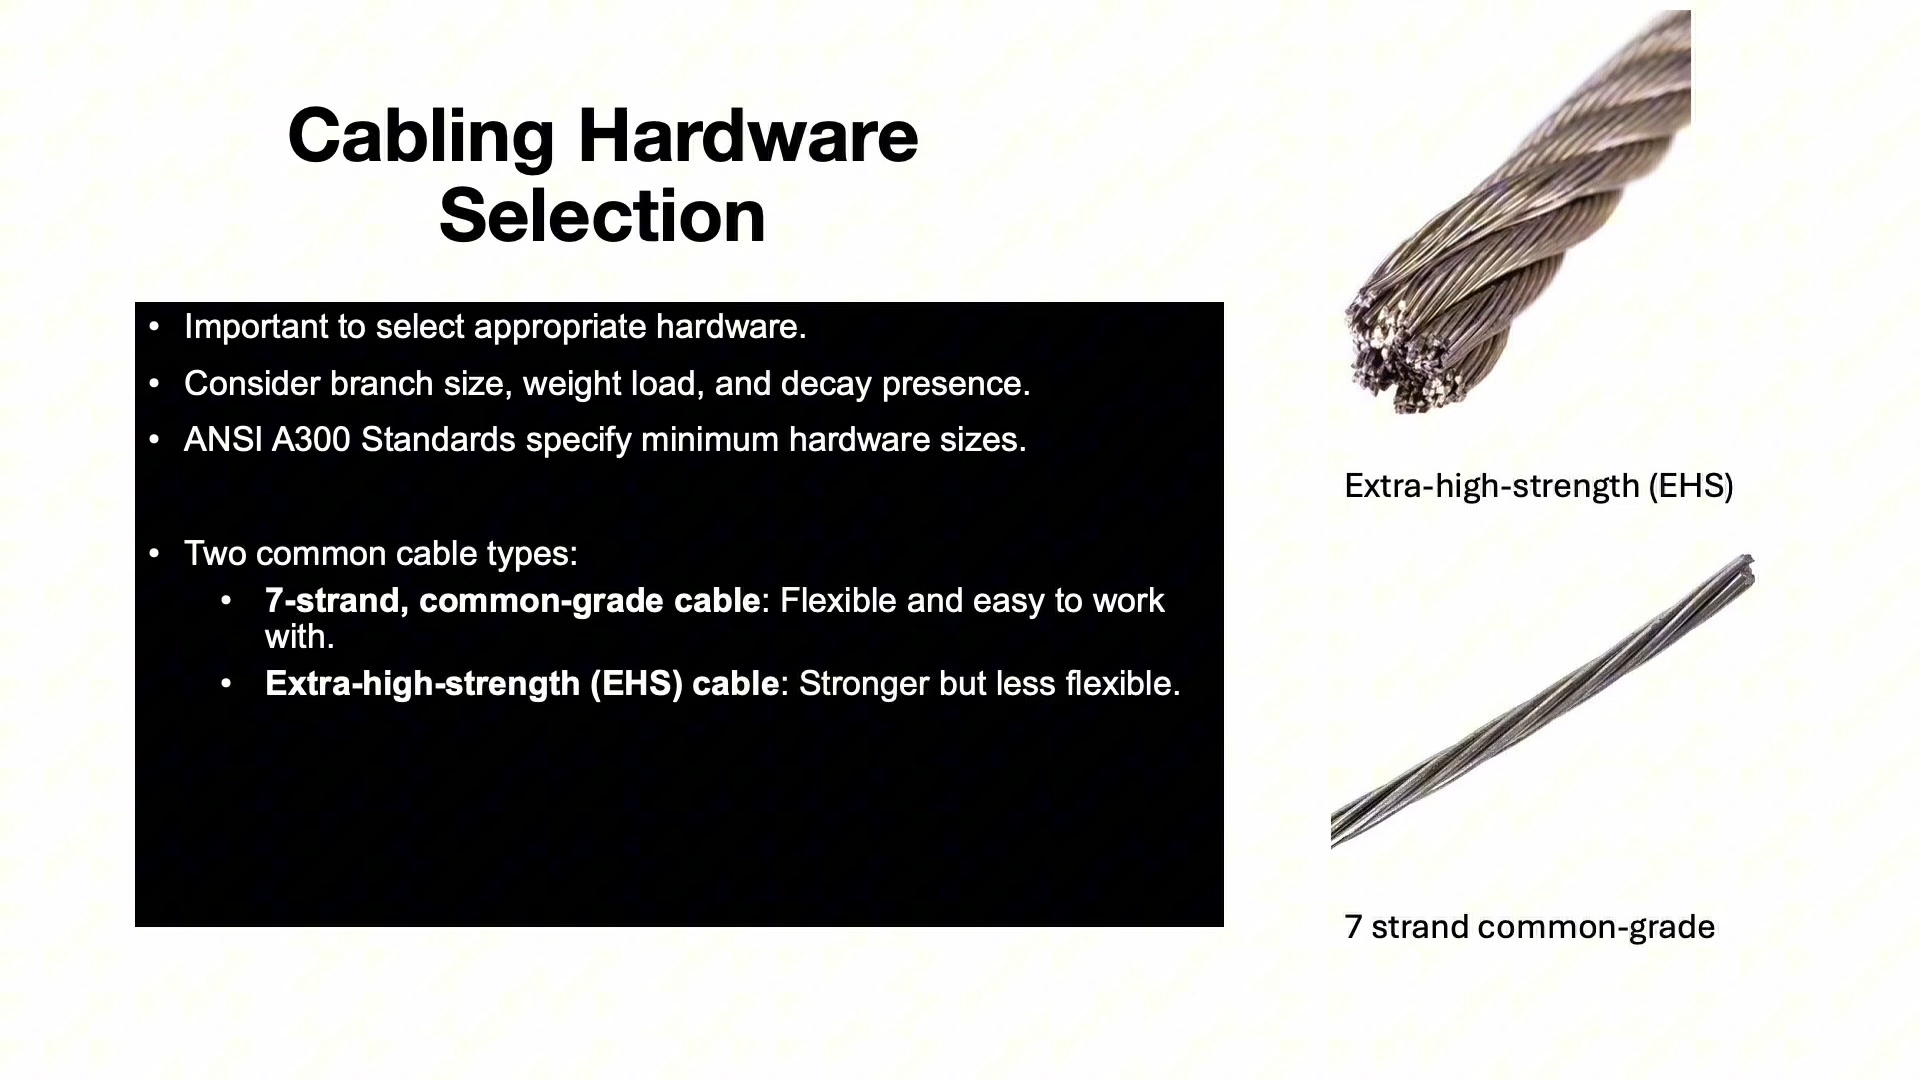 Cabling Hardware
Selection
• Important to select appropriate hardware.
• Consider branch size, weight load, and decay presence.
• ANSI A300 Standards specify minimum hardware sizes.
• Two common cable types:
• 7-strand, common-grade cable: Flexible and easy to work
with.
• Extra-high-strength (EHS) cable: Stronger but less flexible.
Extra-high-strength (EHS)
7 strand common-grade